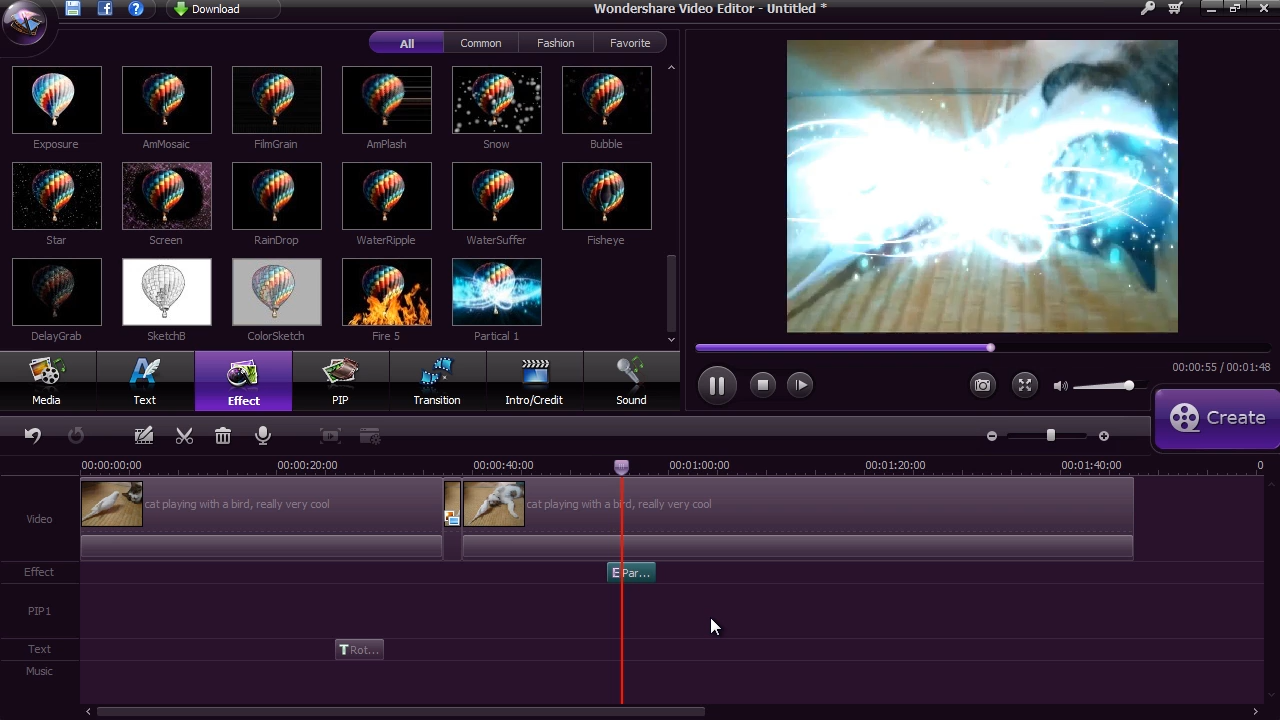 Download
Wondershare Video Editor - Untitled *
All Common Fashion Favorite
Exposure AmMosaic FilmGrain AmPlash Snow Bubble
Star Screen RainDrop WaterRipple WaterSuffer Fisheye
DelayGrab SketchB ColorSketch Fire 5 Partical 1
00:00:55 / 00:01:48
Media Text Effect PIP Transition Intro/Credit Sound
Create
00:00:00:00 00:00:20:00 00:00:40:00 00:01:00:00 00:01:20:00 00:01:40:00 0
Video
cat playing with a bird, really very cool
cat playing with a bird, really very cool
Effect
E Par...
PIP1
Text
T Rot...
Music